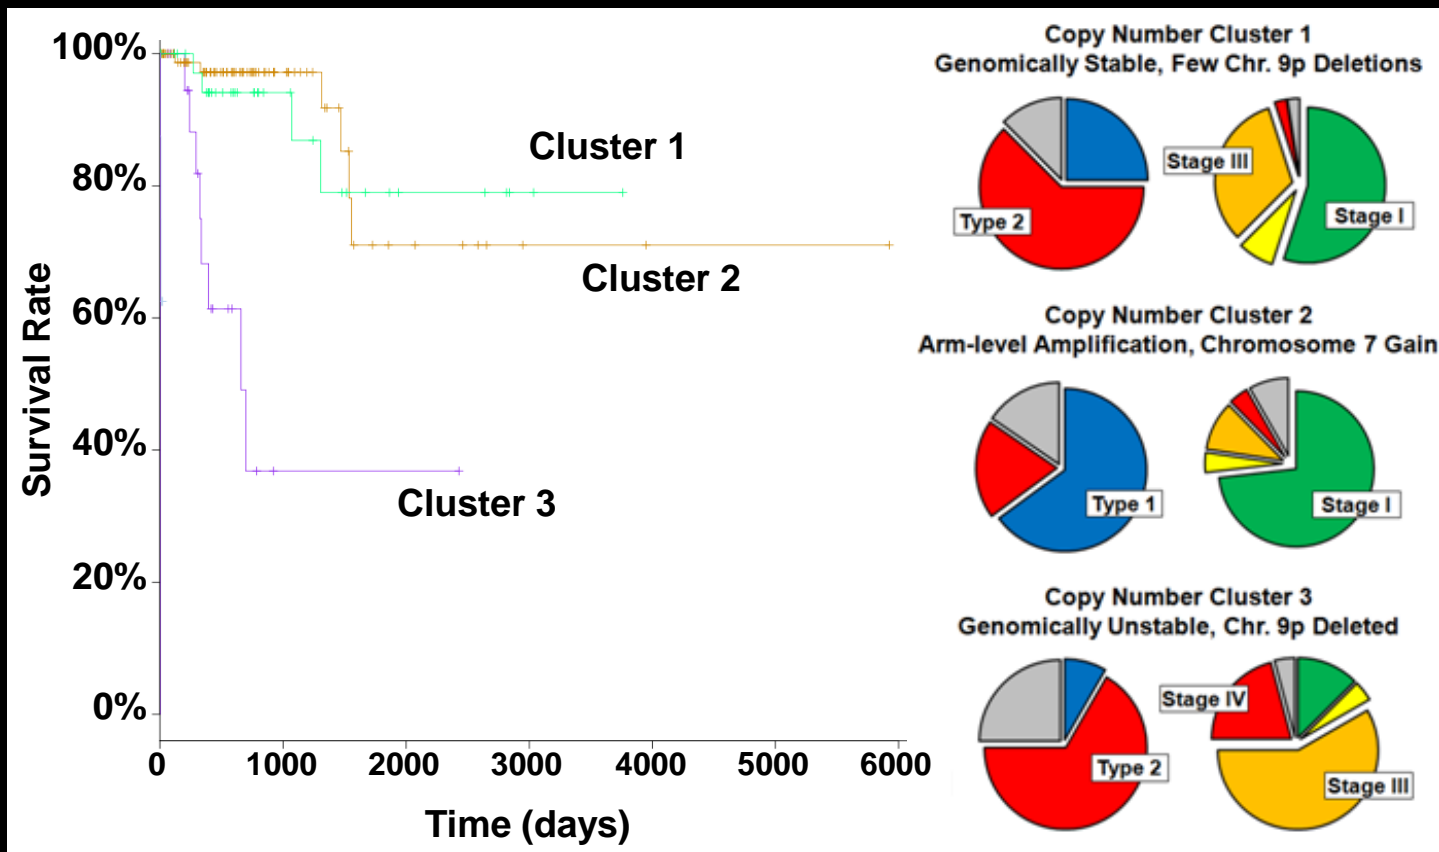 100%
80%
60%
40%
20%
0%
Survival Rate
0 1000 2000 3000 4000 5000 6000
Time (days)
Cluster 1
Cluster 2
Cluster 3
Copy Number Cluster 1
Genomically Stable, Few Chr. 9p Deletions
Type 2
Stage III
Stage I
Copy Number Cluster 2
Arm-level Amplification, Chromosome 7 Gain
Type 1
Stage I
Copy Number Cluster 3
Genomically Unstable, Chr. 9p Deleted
Type 2
Stage IV
Stage III